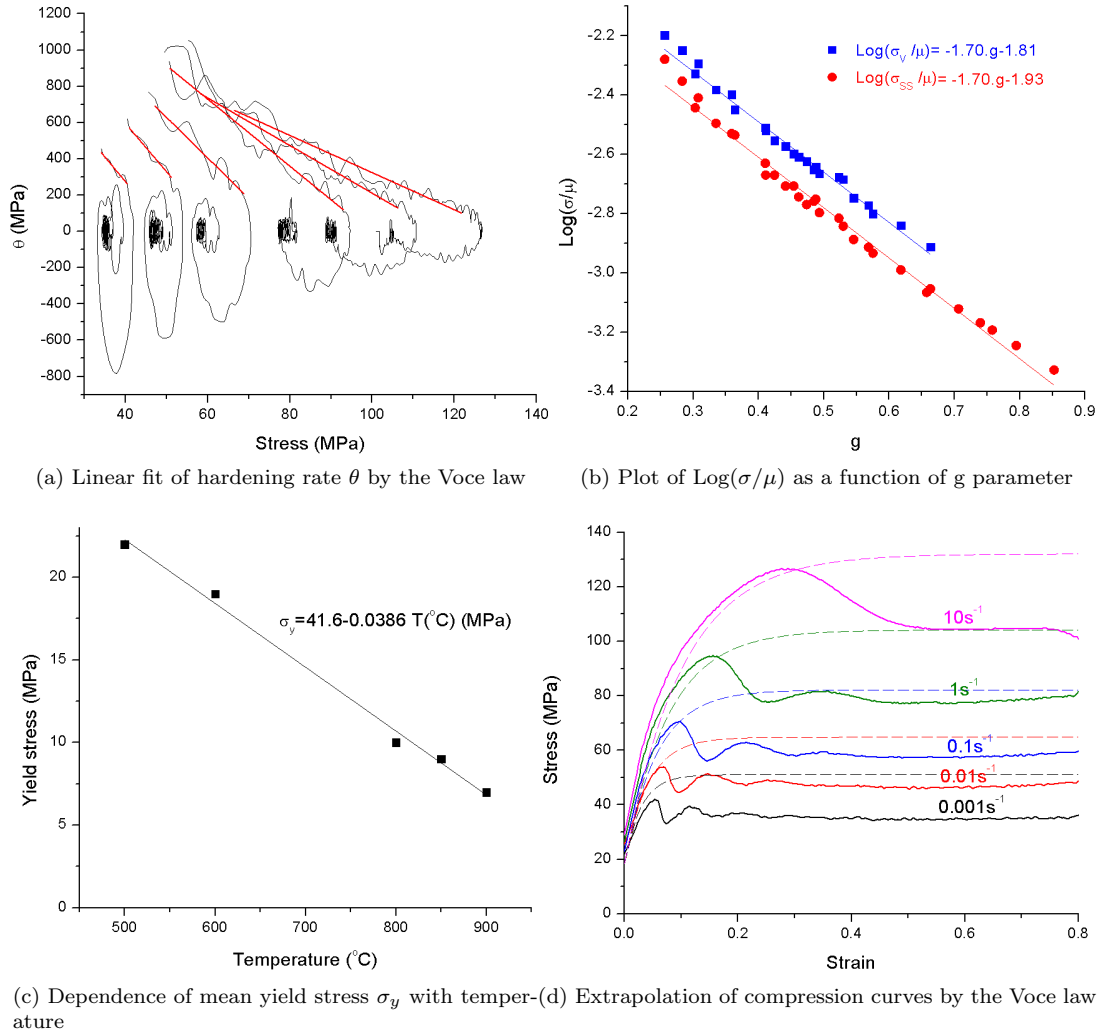 1200
1000
800
600
400
200
0
-200
-400
-600
-800
θ (MPa)
40 60 80 100 120 140
Stress (MPa)
(a) Linear fit of hardening rate θ by the Voce law
-2.2
-2.4
-2.6
-2.8
-3.0
-3.2
-3.4
Log(σ/μ)
Log(σV /μ)= -1.70.g-1.81
Log(σSS /μ)= -1.70.g-1.93
0.2 0.3 0.4 0.5 0.6 0.7 0.8 0.9
g
(b) Plot of Log(σ/μ) as a function of g parameter
20
15
10
5
0
Yield stress (MPa)
σy=41.6-0.0386 T(°C) (MPa)
500 600 700 800 900
Temperature (°C)
(c) Dependence of mean yield stress σy with temper-
ature
140
120
100
80
60
40
20
0
Stress (MPa)
10s-1
1s-1
0.1s-1
0.01s-1
0.001s-1
0.0 0.2 0.4 0.6 0.8
Strain
(d) Extrapolation of compression curves by the Voce law